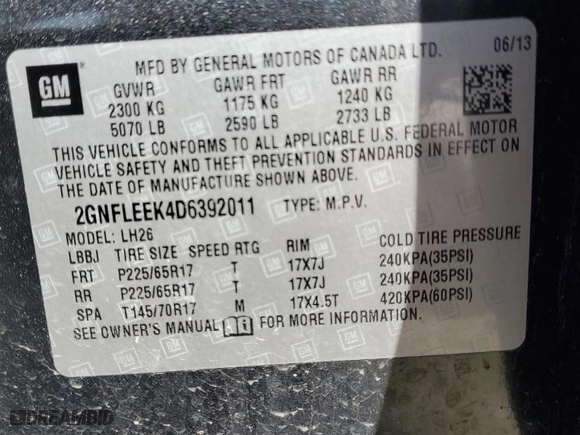 GM
MFD BY GENERAL MOTORS OF CANADA LTD. 06/13
GVWR GAWR FRT GAWR RR
2300 KG 1175 KG 1240 KG
5070 LB 2590 LB 2733 LB
THIS VEHICLE CONFORMS TO ALL APPLICABLE U.S. FEDERAL MOTOR
VEHICLE SAFETY AND THEFT PREVENTION STANDARDS IN EFFECT ON
THE DATE OF MANUFACTURE SHOWN ABOVE.
2GNFLEEK4D6392011 TYPE: M.P.V.
MODEL: LH26
LBBJ TIRE SIZE SPEED RTG RIM COLD TIRE PRESSURE
FRT P225/65R17 T 17X7J 240KPA(35PSI)
RR P225/65R17 T 17X7J 240KPA(35PSI)
SPA T145/70R17 M 17X4.5T 420KPA(60PSI)
SEE OWNER'S MANUAL FOR MORE INFORMATION.
DREAMBID